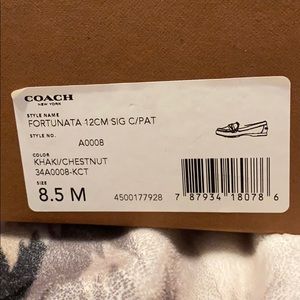 COACH
NEW YORK
STYLE NAME
FORTUNATA 12CM SIG C/PAT
STYLE NO.
A0008
COLOR
KHAKI/CHESTNUT
34A0008-KCT
SIZE
8.5 M
4500177928
7 87934 18078 6